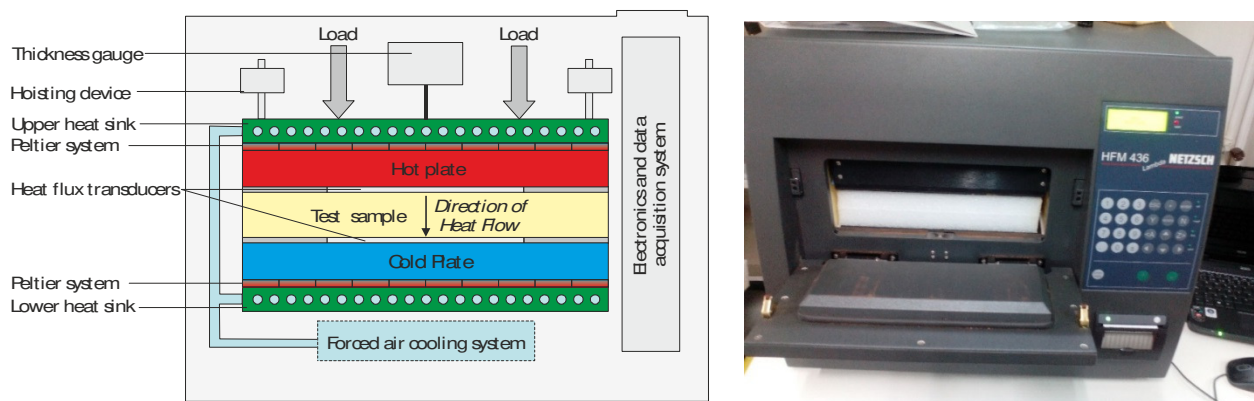 Thickness gauge
Load
Load
Hoisting device
Upper heat sink
Peltier system
Hot plate
Heat flux transducers
Test sample
Direction of
Heat Flow
Cold Plate
Peltier system
Lower heat sink
Forced air cooling system
Electronics and data
acquisition system
HFM 436
Lambda
NETZSCH